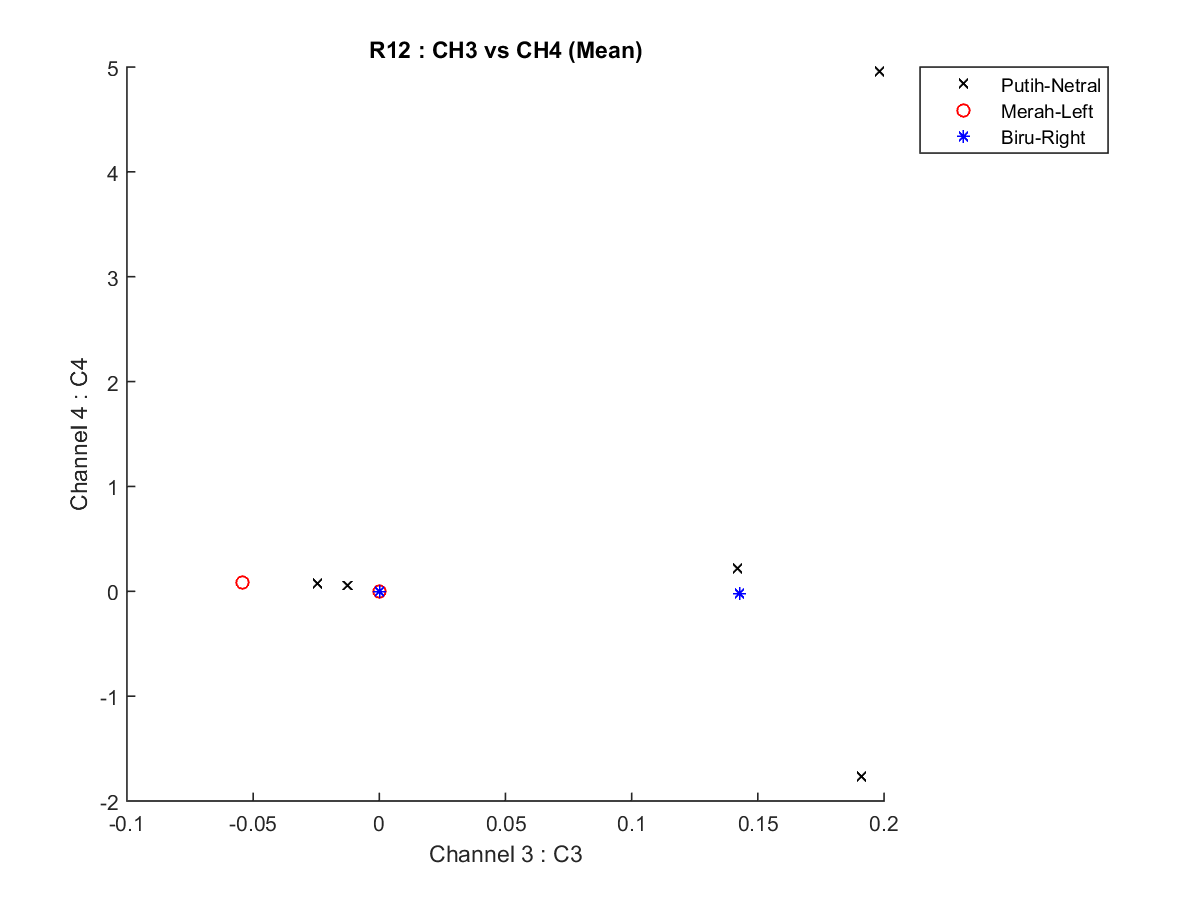 R12 : CH3 vs CH4 (Mean)
Putih-Netral
Merah-Left
Biru-Right
5
4
3
2
1
0
-1
-2
Channel 4 : C4
-0.1
-0.05
0
0.05
0.1
0.15
0.2
Channel 3 : C3